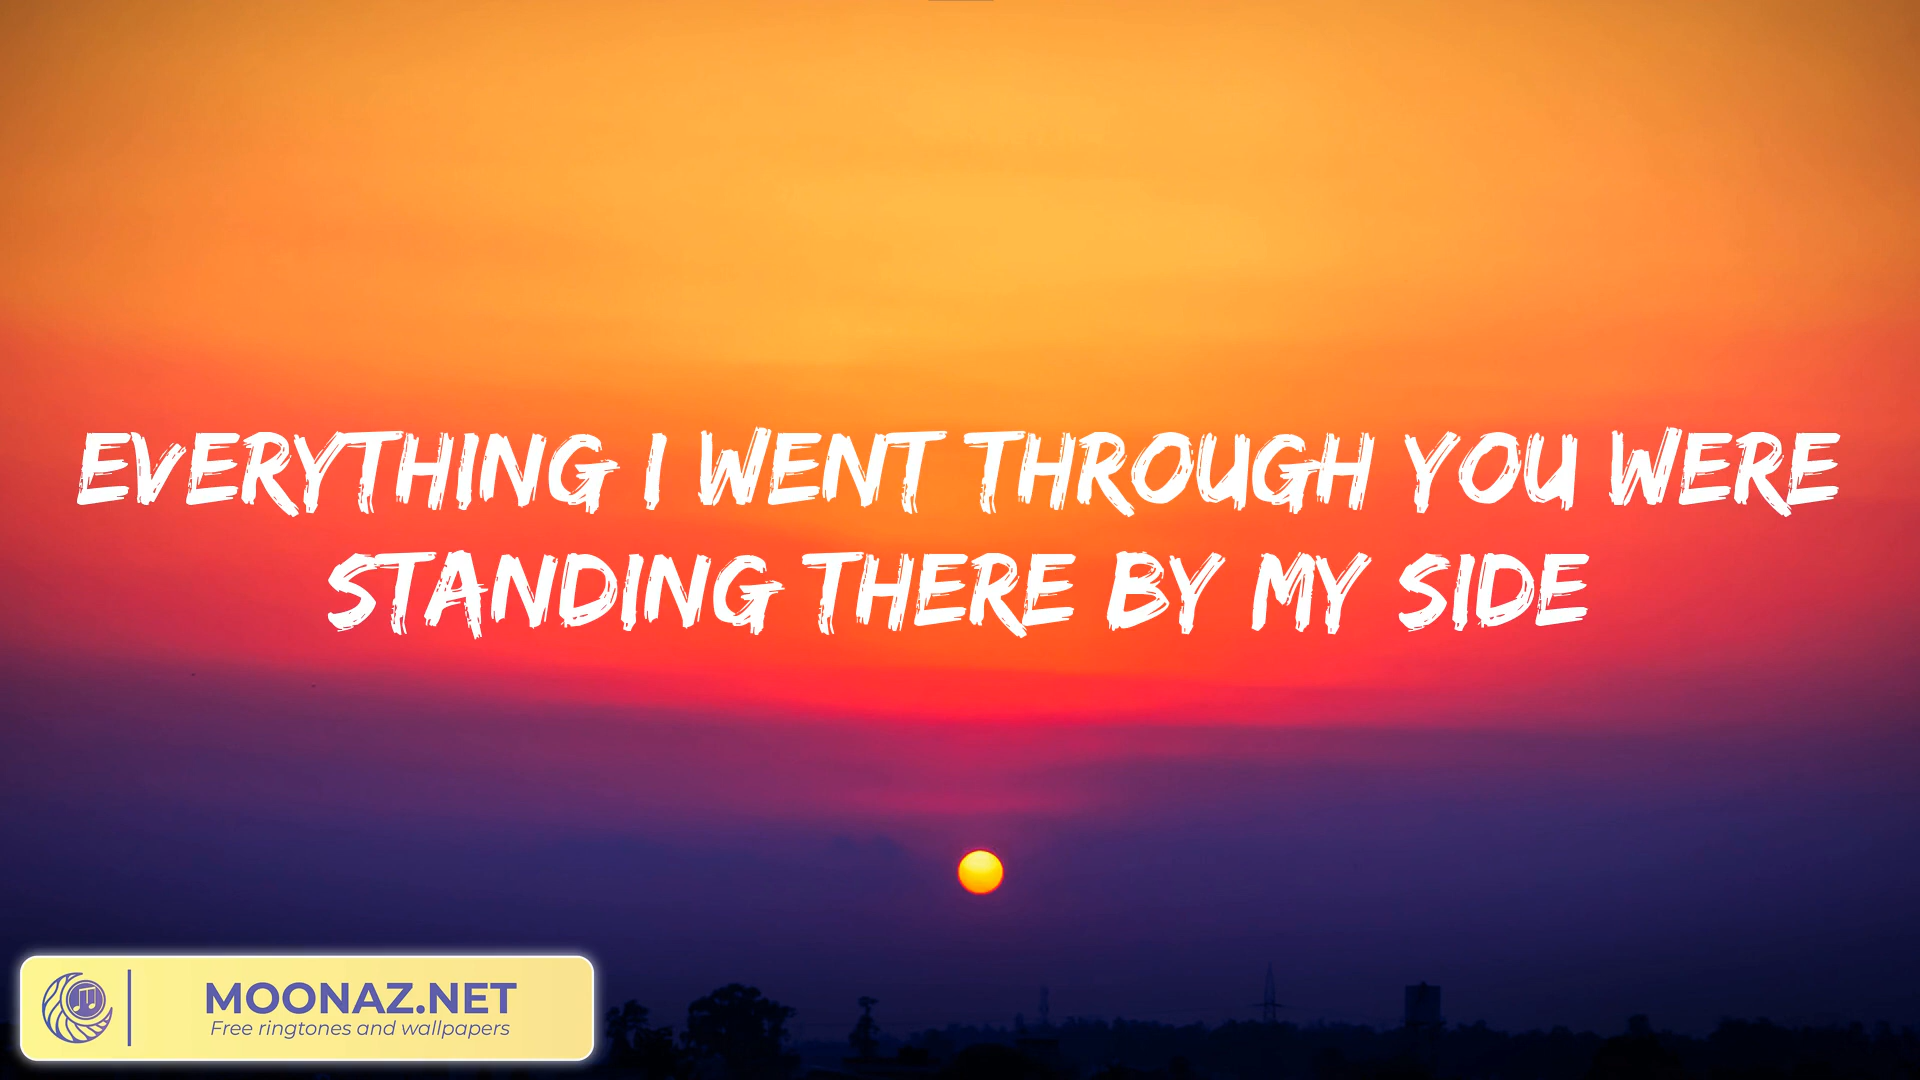 EVERYTHING I WENT THROUGH YOU WERE
STANDING THERE BY MY SIDE
MOONAZ.NET
Free ringtones and wallpapers